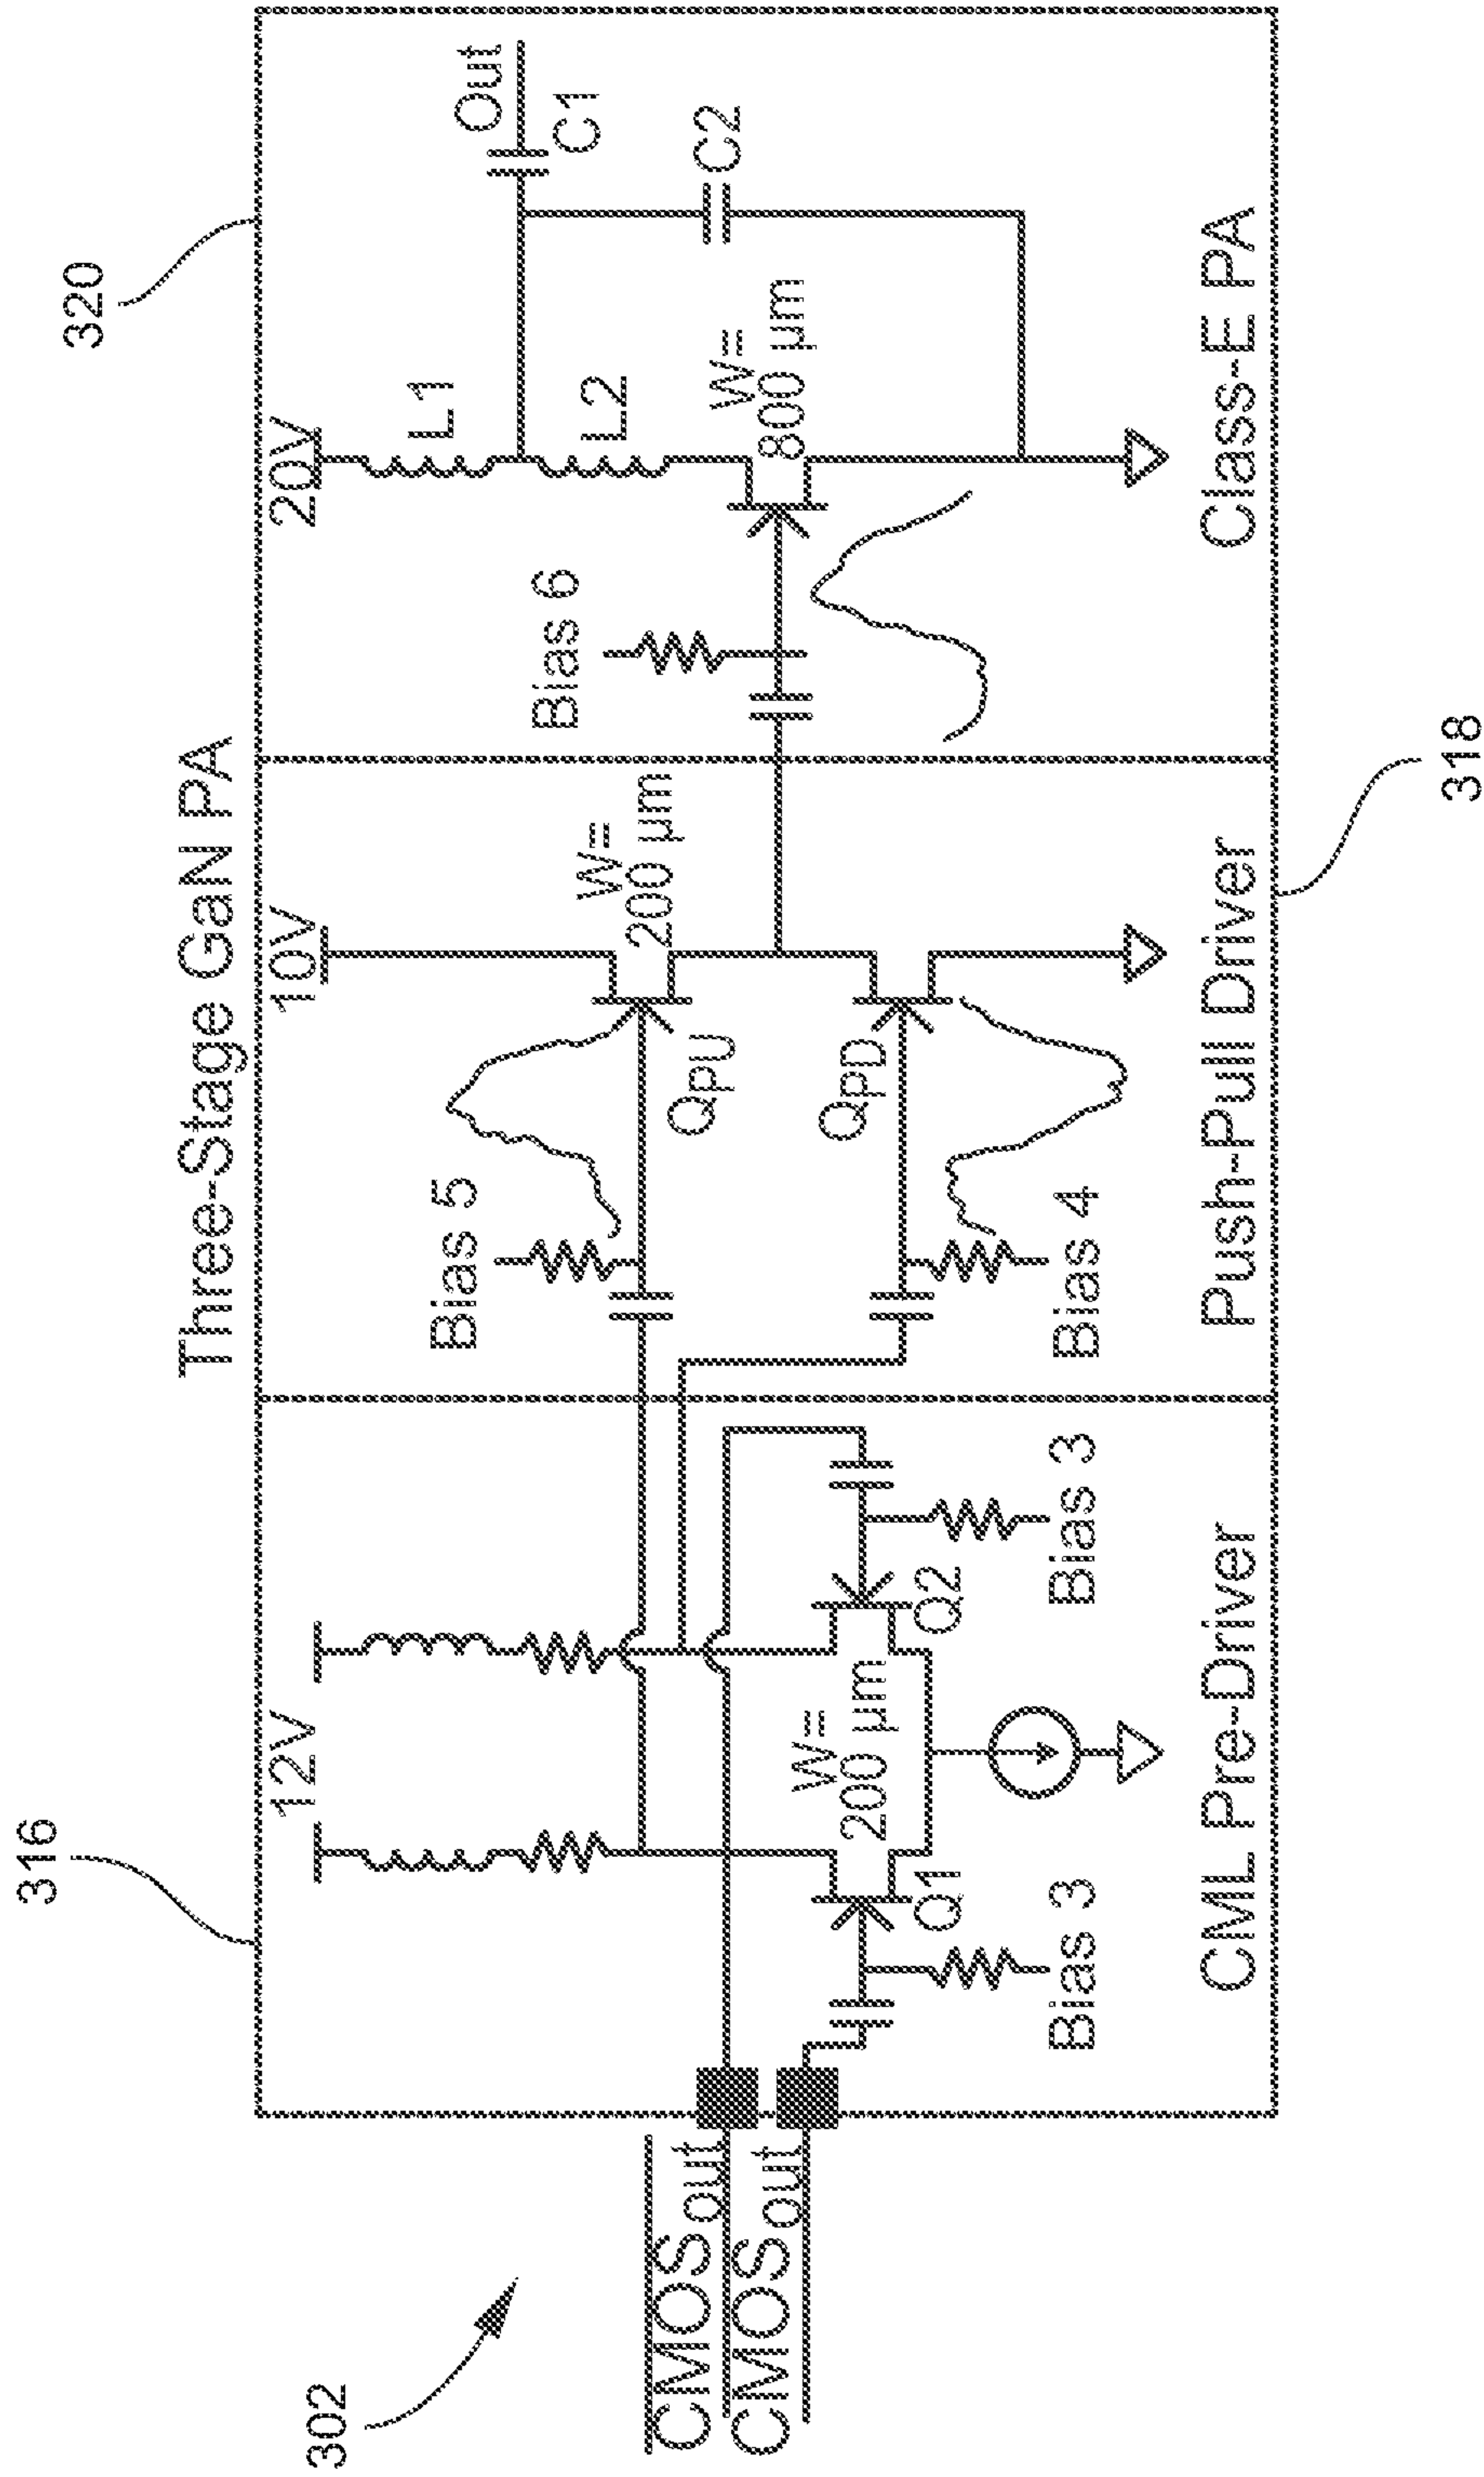 Three-Stage GaN PA
302
316
318
320
CMOSout
CMOSout
12V
W=
200 µm
Q1
Q2
Bias 3
Bias 3
CML Pre-Driver
10V
Bias 5
W=
200 µm
QPU
QPD
Bias 4
Push-Pull Driver
20V
L1
L2
Out
C1
C2
Bias 6
W=
800 µm
Class-E PA